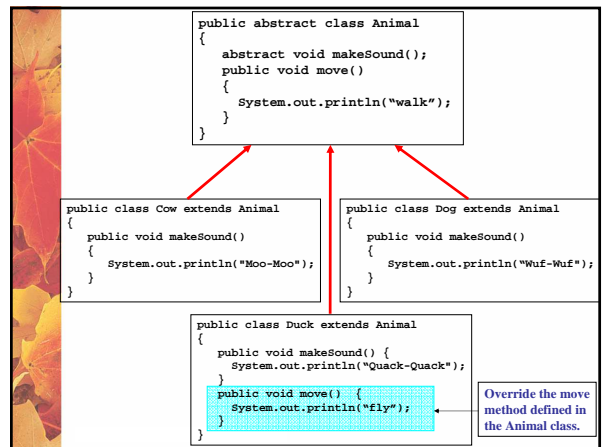 public abstract class Animal
{
abstract void makeSound();
public void move()
{
System.out.println(“walk”);
}
}
public class Cow extends Animal
{
public void makeSound()
{
System.out.println("Moo-Moo");
}
}
public class Dog extends Animal
{
public void makeSound()
{
System.out.println(“Wuf-Wuf");
}
}
public class Duck extends Animal
{
public void makeSound() {
System.out.println(“Quack-Quack");
}
public void move() {
System.out.println(“fly”);
}
}
Override the move
method defined in
the Animal class.